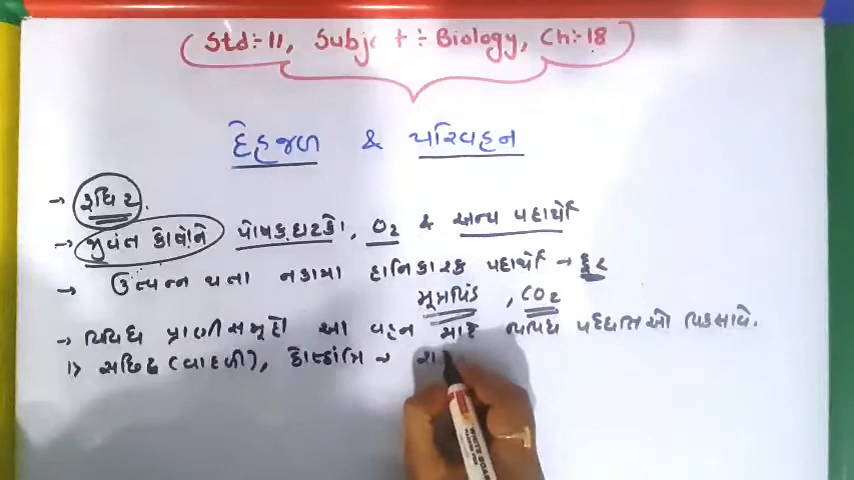 Std:- 11, Subject :- Biology, Ch:- 18
દેહજળ & પરિવહન
→ રૂધિર.
→ જીવંત કોષોને પોષકઘટકો, O₂ & અન્ય પદાર્થો
→ ઉત્પન્ન થતા નકામા હાનિકારક પદાર્થો → દુર
મૂત્રપિંડ , CO₂
→ વિવિધ પ્રાણીસમૂહો આ વહન માટે વિવિધ પધ્ધતિઓ વિકસાવે.
1> સછિદ્ર (વાદળી), કોષ્ઠાંત્રિ →